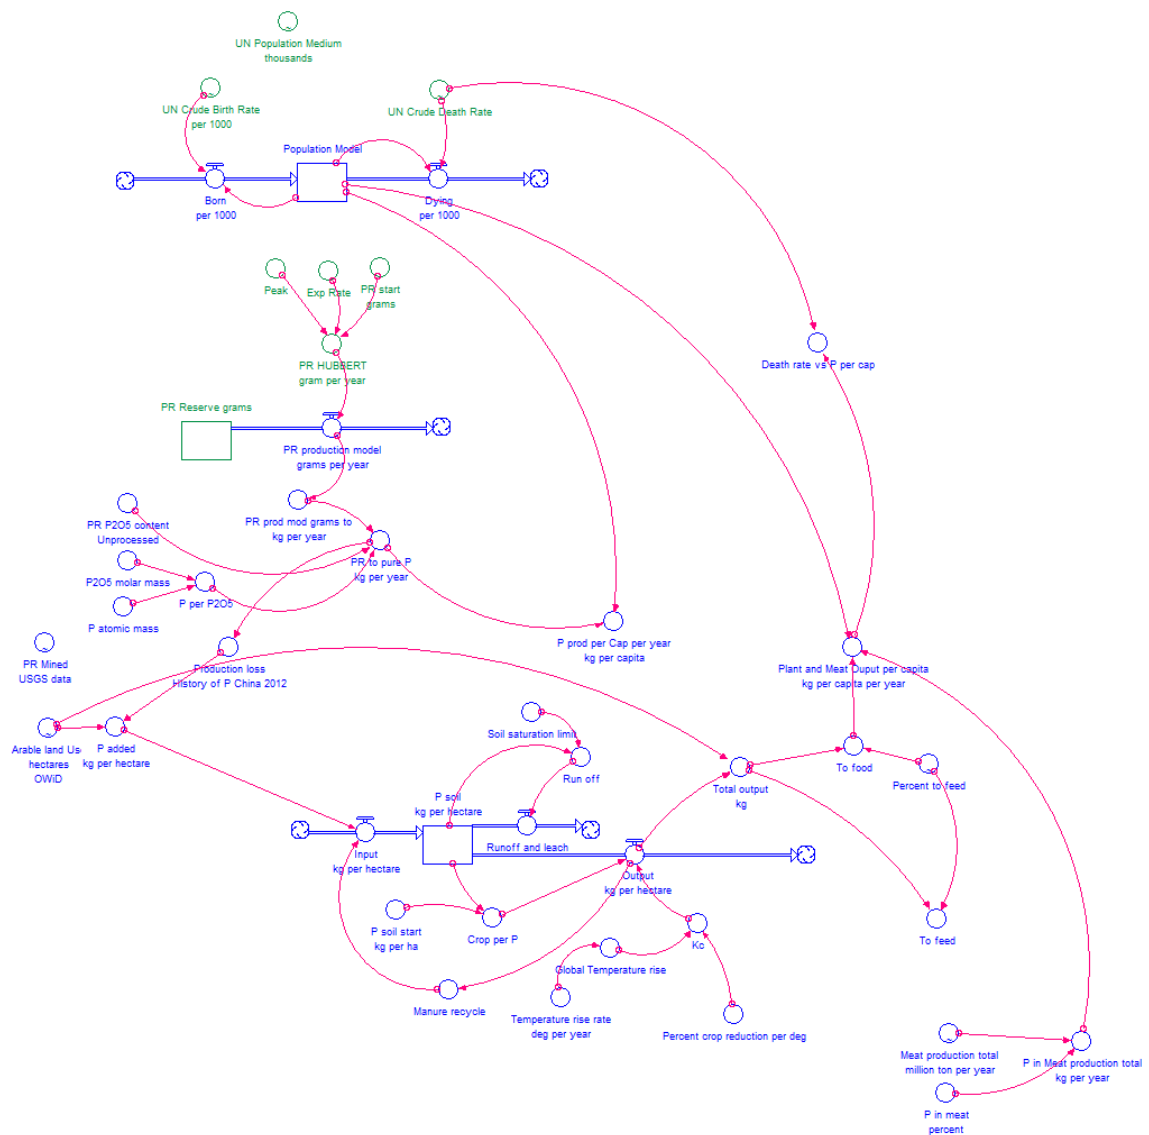 UN Population Medium
thousands
UN Crude Birth Rate
per 1000
UN Crude Death Rate
Population Model
Born
per 1000
Dying
per 1000
Peak
Exp Rate
PR start
grams
PR HUBBERT
gram per year
Death rate vs P per cap
PR Reserve grams
PR production model
grams per year
PR P2O5 content
Unprocessed
PR prod mod grams to
kg per year
PR to pure P
kg per year
P2O5 molar mass
P per P2O5
P atomic mass
PR Mined
USGS data
Production loss
History of P China 2012
P prod per Cap per year
kg per capita
Plant and Meat Ouput per capita
kg per capita per year
Arable land Us
hectares
OWiD
P added
kg per hectare
Soil saturation limit
Run off
To food
Percent to feed
Total output
kg
P soil
kg per hectare
Input
kg per hectare
Runoff and leach
Output
kg per hectare
P soil start
kg per ha
Crop per P
Kc
To feed
Global Temperature rise
Manure recycle
Temperature rise rate
deg per year
Percent crop reduction per deg
Meat production total
million ton per year
P in Meat production total
kg per year
P in meat
percent